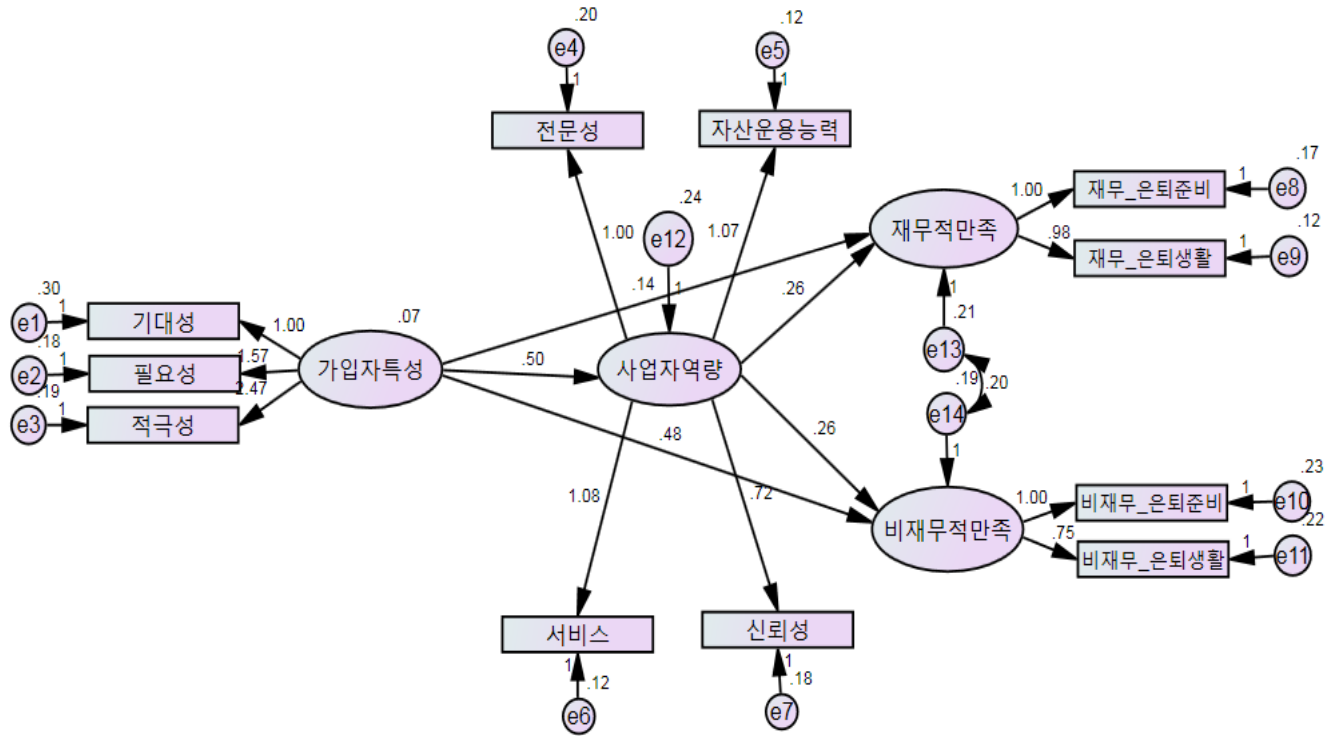 .20
e4
1
전문성
.12
e5
1
자산운용능력
.24
e12
1
1.00
1.07
.17
재무_은퇴준비
1
e8
1.00
재무적만족
.12
재무_은퇴생활
1
e9
.98
.14
.26
1
.21
e13
.20
.19
e14
1
.30
e1
1
기대성
1.00
.18
e2
1
필요성
1.57
.19
e3
1
적극성
2.47
.07
가입자특성
.50
사업자역량
.48
.26
1.08
.72
비재무적만족
1.00
비재무_은퇴준비
1
.23
e10
.75
비재무_은퇴생활
1
.22
e11
서비스
1
.12
e6
신뢰성
1
.18
e7